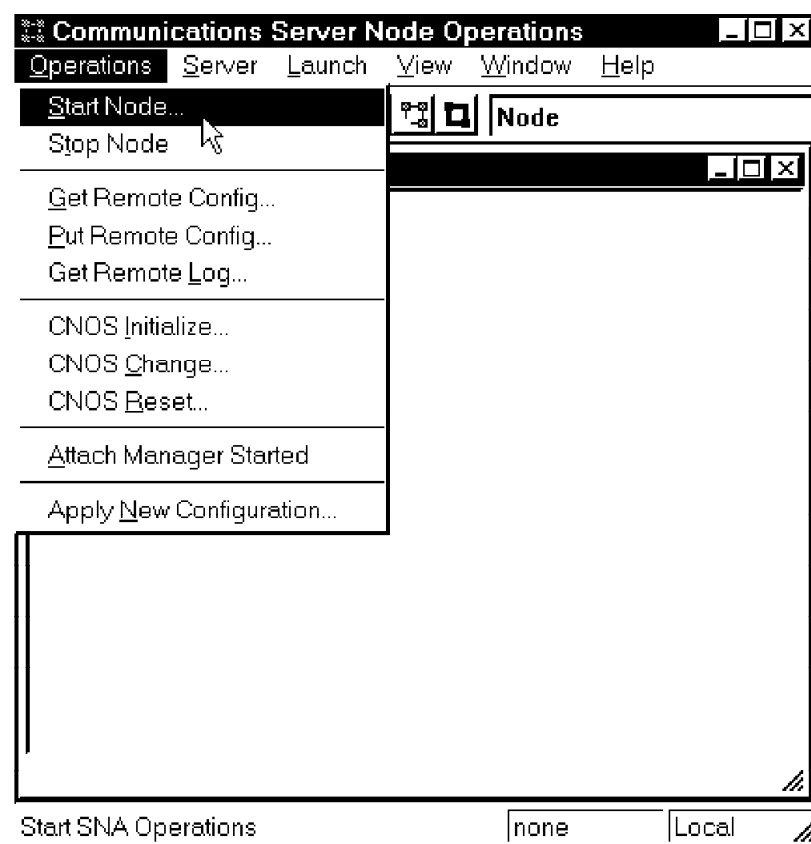 Communications Server Node Operations
Operations Server Launch View Window Help
Start Node...
Node
Stop Node
Get Remote Config...
Put Remote Config...
Get Remote Log...
CNOS Initialize...
CNOS Change...
CNOS Reset...
Attach Manager Started
Apply New Configuration...
Start SNA Operations none Local